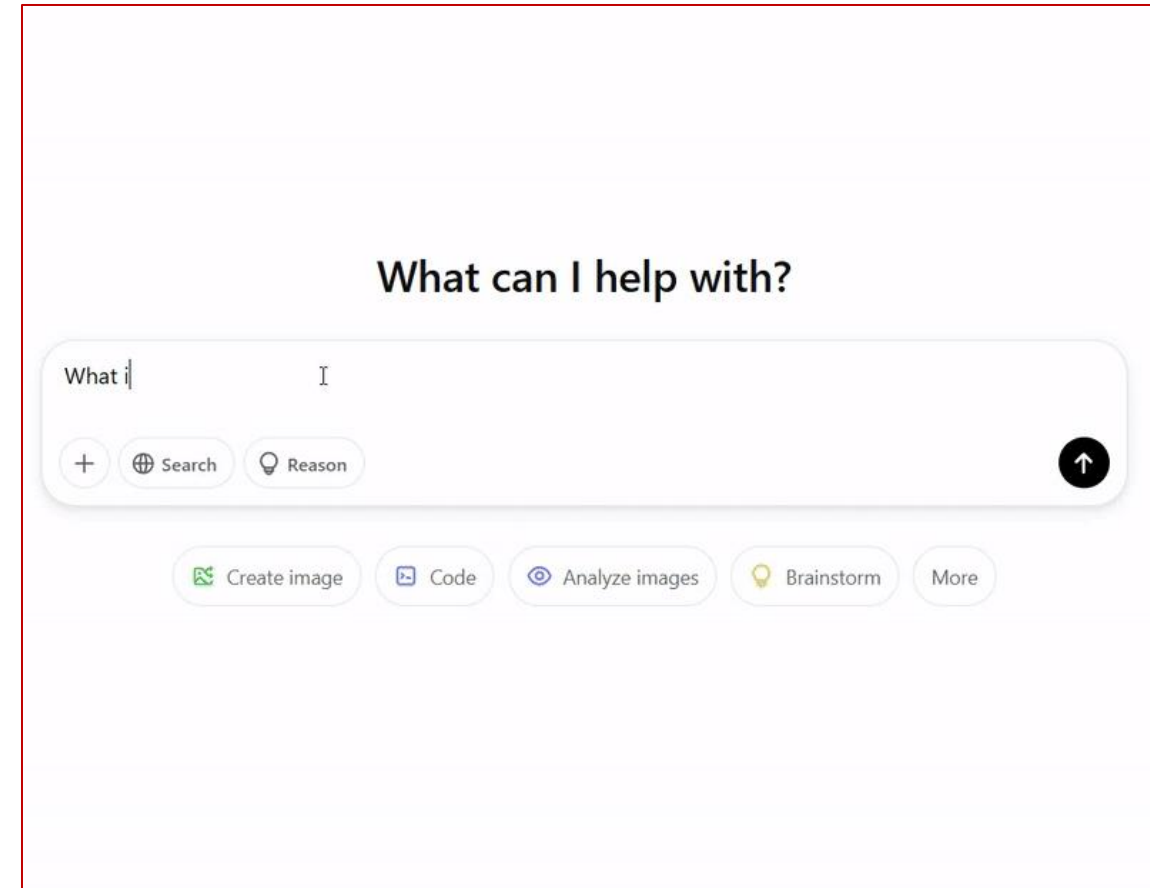 What can I help with?
What i
Search Reason
Create image Code Analyze images Brainstorm More